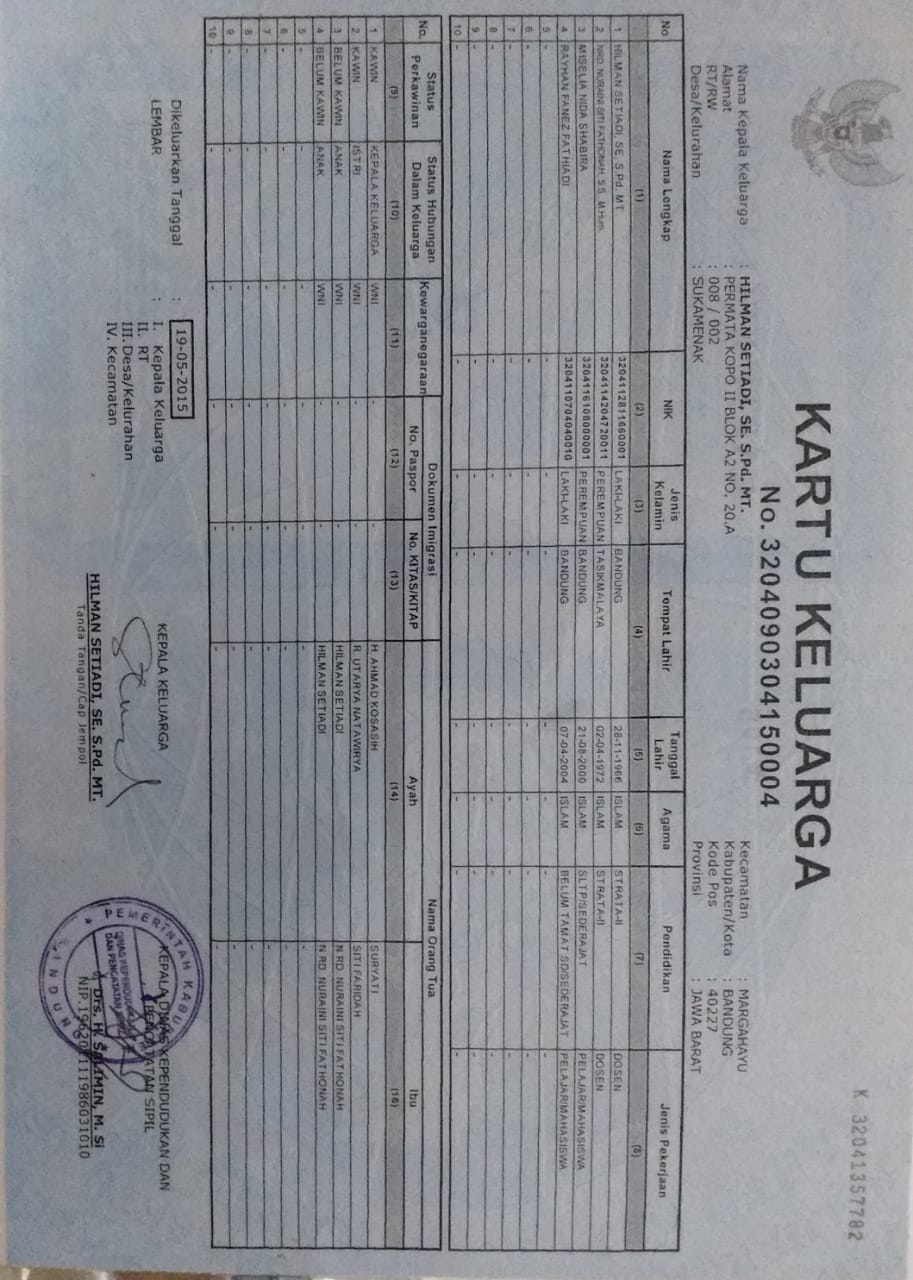 K 32041357782
KARTU KELUARGA
No. 3204090304150004
Nama Kepala Keluarga : HILMAN SETIADI, SE. S.Pd. MT.
Alamat : PERMATA KOPO II BLOK A2 NO. 20.A
RT/RW : 008 / 002
Desa/Kelurahan : SUKAMENAK
Kecamatan : MARGAHAYU
Kabupaten/Kota : BANDUNG
Kode Pos : 40227
Provinsi : JAWA BARAT
No Nama Lengkap NIK Jenis Kelamin Tempat Lahir Tanggal Lahir Agama Pendidikan Jenis Pekerjaan
(1) (2) (3) (4) (5) (6) (7) (8)
1 HILMAN SETIADI, SE. S.Pd. MT. 3204112811660001 LAKI-LAKI BANDUNG 28-11-1966 ISLAM STRATA-II DOSEN
2 NRD. NURAINI SITI FATHONAH, S.S. M.Hum. 3204114204720011 PEREMPUAN TASIKMALAYA 02-04-1972 ISLAM STRATA-II DOSEN
3 MISELIA NIDA SHABIRA 3204116108000001 PEREMPUAN BANDUNG 21-08-2000 ISLAM SLTP/SEDERAJAT PELAJAR/MAHASISWA
4 RAYHAN FANEZ FATHIADI 3204110704040010 LAKI-LAKI BANDUNG 07-04-2004 ISLAM BELUM TAMAT SD/SEDERAJAT PELAJAR/MAHASISWA
5 - - - - - - - -
6 - - - - - - - -
7 - - - - - - - -
8 - - - - - - - -
9 - - - - - - - -
10 - - - - - - - -
No. Status Perkawinan Status Hubungan Dalam Keluarga Kewarganegaraan Dokumen Imigrasi Nama Orang Tua
No. Paspor No. KITAS/KITAP Ayah Ibu
(9) (10) (11) (12) (13) (14) (16)
1 KAWIN KEPALA KELUARGA WNI - - H. AHMAD KOSASIH SURYATI
2 KAWIN ISTRI WNI - - R. UTARYA NATAWIRYA SITI FARIDAH
3 BELUM KAWIN ANAK WNI - - HILMAN SETIADI N RD. NURAINI SITI FATHONAH
4 BELUM KAWIN ANAK WNI - - HILMAN SETIADI N RD. NURAINI SITI FATHONAH
5 - - - - - - -
6 - - - - - - -
7 - - - - - - -
8 - - - - - - -
9 - - - - - - -
10 - - - - - - -
Dikeluarkan Tanggal : 19-05-2015
LEMBAR : I. Kepala Keluarga
II. RT
III. Desa/Kelurahan
IV. Kecamatan
KEPALA KELUARGA
HILMAN SETIADI, SE. S.Pd. MT.
Tanda Tangan/Cap Jempol
KEPALA DINAS KEPENDUDUKAN DAN
PENCATATAN SIPIL
Drs. H. SALIMIN, M. Si
NIP.196201111986031010
PEMERINTAH
DINAS
DAN PENCATATAN